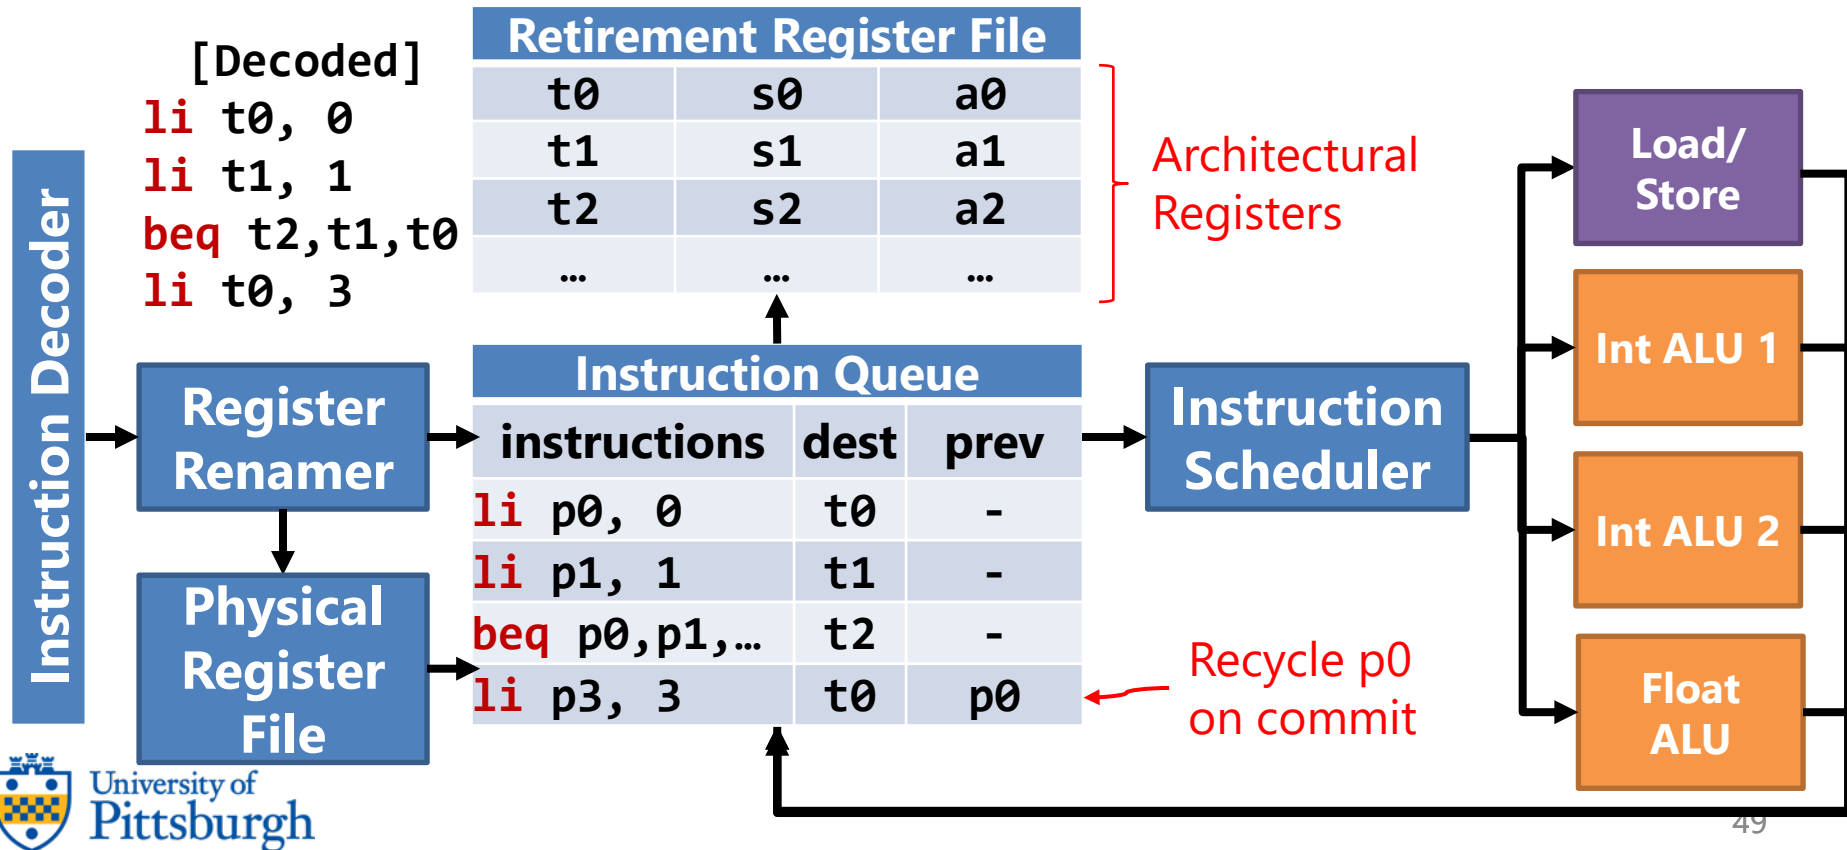 [Decoded]
li t0, 0
li t1, 1
beq t2,t1,t0
li t0, 3
Instruction Decoder
Retirement Register File
t0 s0 a0
t1 s1 a1
t2 s2 a2
… … …
Architectural
Registers
Register
Renamer
Physical
Register
File
Instruction Queue
instructions dest prev
li p0, 0 t0 -
li p1, 1 t1 -
beq p0,p1,… t2 -
li p3, 3 t0 p0
Recycle p0
on commit
Instruction
Scheduler
Load/
Store
Int ALU 1
Int ALU 2
Float
ALU
University of
Pittsburgh
49